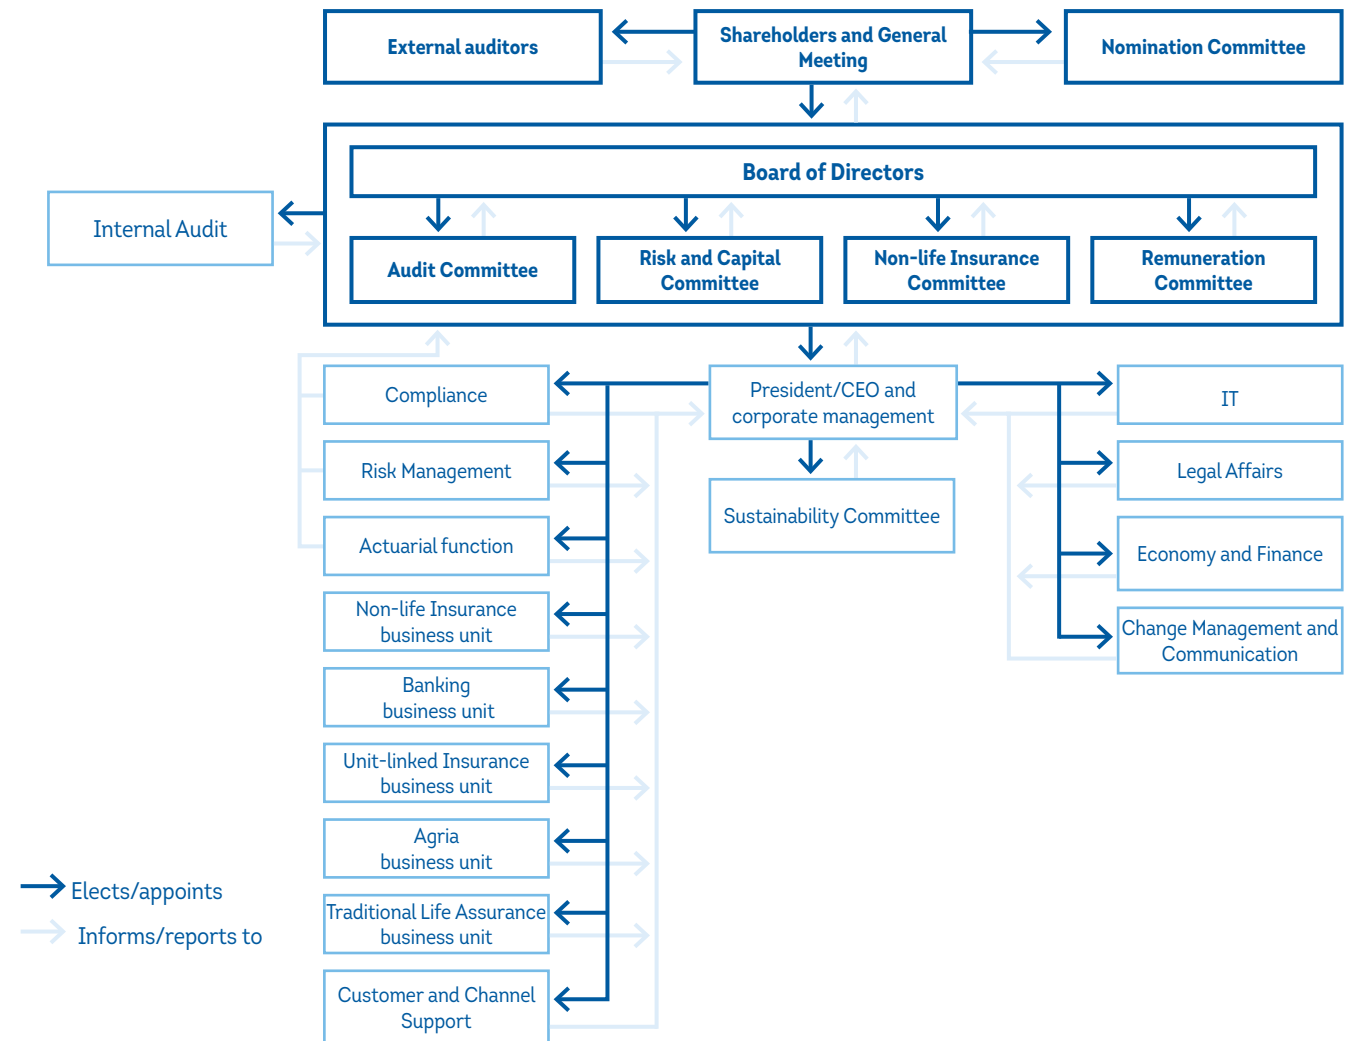 External auditors
Shareholders and General
Meeting
Nomination Committee
Board of Directors
Internal Audit
Audit Committee
Risk and Capital
Committee
Non-life Insurance
Committee
Remuneration
Committee
Compliance
President/CEO and
corporate management
IT
Risk Management
Legal Affairs
Sustainability Committee
Actuarial function
Economy and Finance
Non-life Insurance
business unit
Change Management and
Communication
Banking
business unit
Unit-linked Insurance
business unit
Agria
business unit
Elects/appoints
Traditional Life Assurance
business unit
Informs/reports to
Customer and Channel
Support